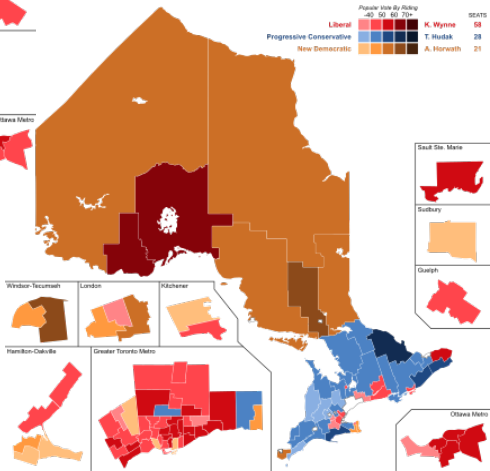 Popular Vote By Riding
-40 50 60 70+ SEATS
Liberal K. Wynne 58
Progressive Conservative T. Hudak 28
New Democratic A. Horwath 21
ttawa Metro
Sault Ste. Marie
Sudbury
Guelph
Windsor-Tecumseh London Kitchener
Hamilton-Oakville Greater Toronto Metro
Ottawa Metro